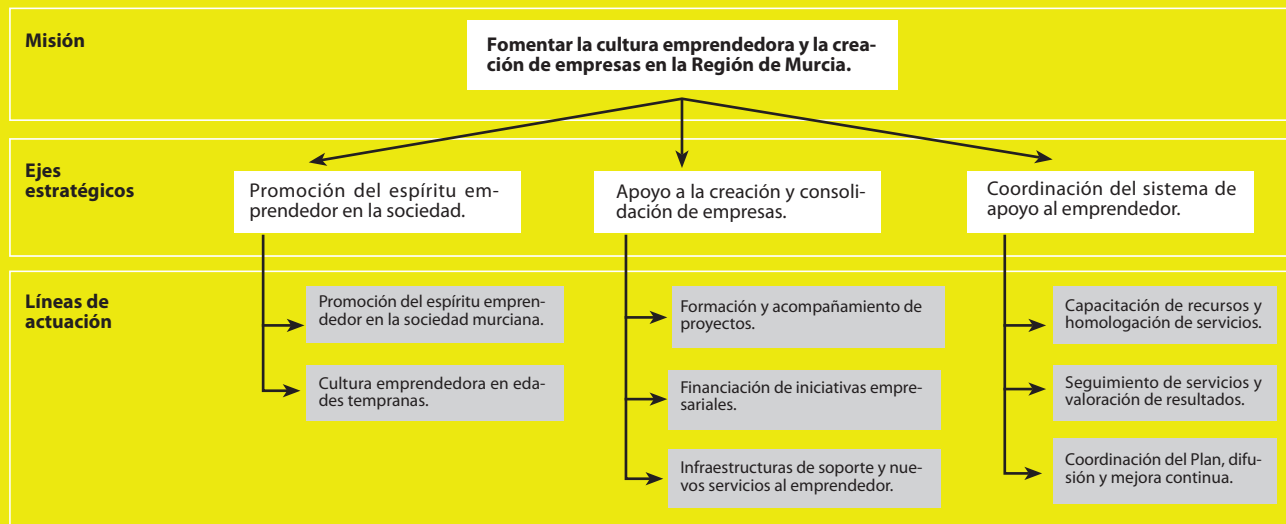 Misión
Fomentar la cultura emprendedora y la crea-
ción de empresas en la Región de Murcia.
Ejes
estratégicos
Promoción del espíritu em-
prendedor en la sociedad.
Apoyo a la creación y consoli-
dación de empresas.
Coordinación del sistema de
apoyo al emprendedor.
Líneas de
actuación
Promoción del espíritu empren-
dedor en la sociedad murciana.
Cultura emprendedora en eda-
des tempranas.
Formación y acompañamiento de
proyectos.
Financiación de iniciativas empre-
sariales.
Infraestructuras de soporte y nue-
vos servicios al emprendedor.
Capacitación de recursos y
homologación de servicios.
Seguimiento de servicios y
valoración de resultados.
Coordinación del Plan, difu-
sión y mejora continua.